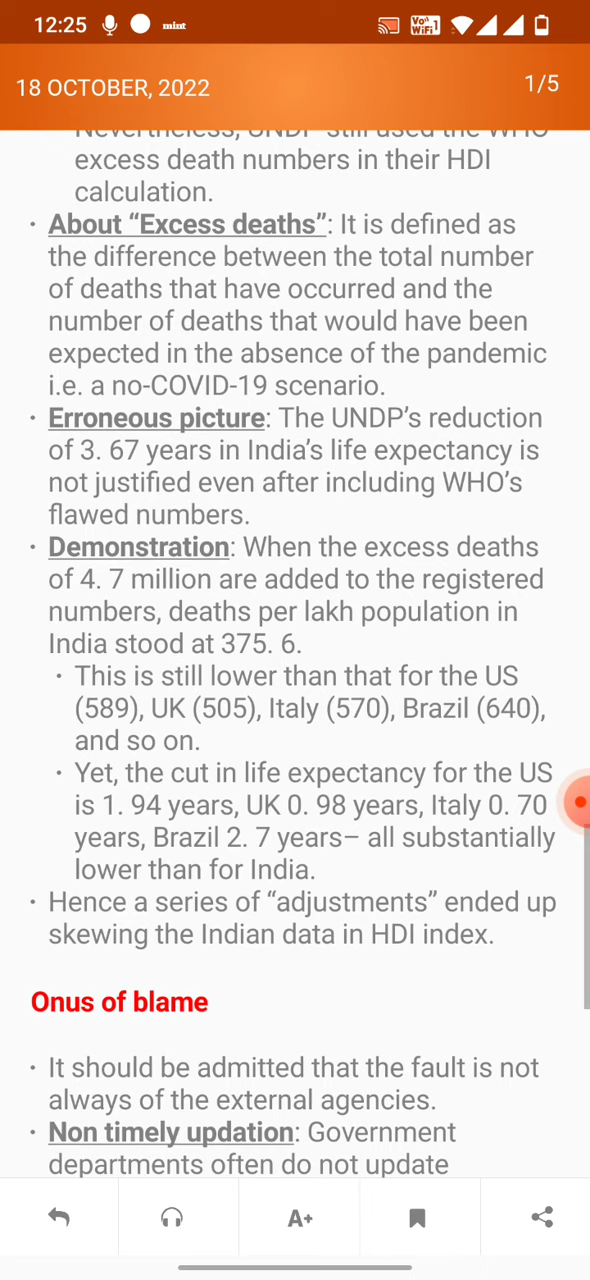 12:25 mint Vo)) WiFi1
18 OCTOBER, 2022 1/5
Nevertheless, UNDP still used the WHO
excess death numbers in their HDI
calculation.
· About “Excess deaths”: It is defined as
the difference between the total number
of deaths that have occurred and the
number of deaths that would have been
expected in the absence of the pandemic
i.e. a no-COVID-19 scenario.
· Erroneous picture: The UNDP’s reduction
of 3. 67 years in India’s life expectancy is
not justified even after including WHO’s
flawed numbers.
· Demonstration: When the excess deaths
of 4. 7 million are added to the registered
numbers, deaths per lakh population in
India stood at 375. 6.
· This is still lower than that for the US
(589), UK (505), Italy (570), Brazil (640),
and so on.
· Yet, the cut in life expectancy for the US
is 1. 94 years, UK 0. 98 years, Italy 0. 70
years, Brazil 2. 7 years– all substantially
lower than for India.
· Hence a series of “adjustments” ended up
skewing the Indian data in HDI index.
Onus of blame
· It should be admitted that the fault is not
always of the external agencies.
· Non timely updation: Government
departments often do not update
A+